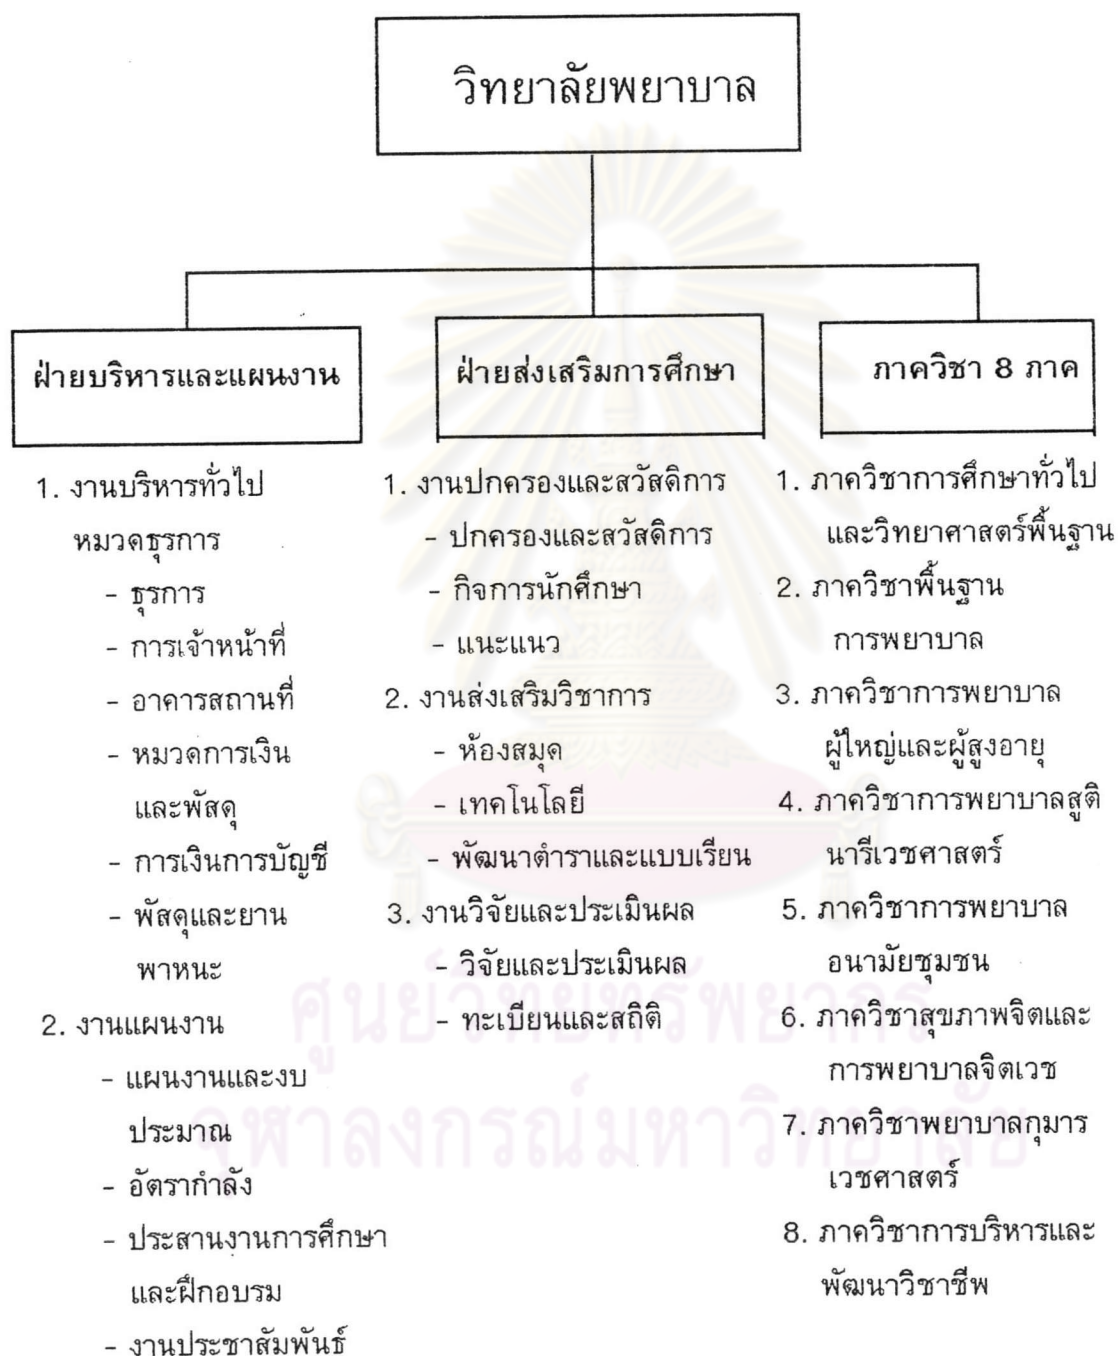 วิทยาลัยพยาบาล
ฝ่ายบริหารและแผนงาน
1. งานบริหารทั่วไป
หมวดธุรการ
- ธุรการ
- การเจ้าหน้าที่
- อาคารสถานที่
- หมวดการเงิน
และพัสดุ
- การเงินการบัญชี
- พัสดุและยาน
พาหนะ
2. งานแผนงาน
- แผนงานและงบ
ประมาณ
- อัตรากำลัง
- ประสานงานการศึกษา
และฝึกอบรม
- งานประชาสัมพันธ์
ฝ่ายส่งเสริมการศึกษา
1. งานปกครองและสวัสดิการ
- ปกครองและสวัสดิการ
- กิจการนักศึกษา
- แนะแนว
2. งานส่งเสริมวิชาการ
- ห้องสมุด
- เทคโนโลยี
- พัฒนาตำราและแบบเรียน
3. งานวิจัยและประเมินผล
- วิจัยและประเมินผล
- ทะเบียนและสถิติ
ภาควิชา 8 ภาค
1. ภาควิชาการศึกษาทั่วไป
และวิทยาศาสตร์พื้นฐาน
2. ภาควิชาพื้นฐาน
การพยาบาล
3. ภาควิชาการพยาบาล
ผู้ใหญ่และผู้สูงอายุ
4. ภาควิชาการพยาบาลสูติ
นารีเวชศาสตร์
5. ภาควิชาการพยาบาล
อนามัยชุมชน
6. ภาควิชาสุขภาพจิตและ
การพยาบาลจิตเวช
7. ภาควิชาพยาบาลกุมาร
เวชศาสตร์
8. ภาควิชาการบริหารและ
พัฒนาวิชาชีพ
ศูนย์วิทยทรัพยากร
จุฬาลงกรณ์มหาวิทยาลัย